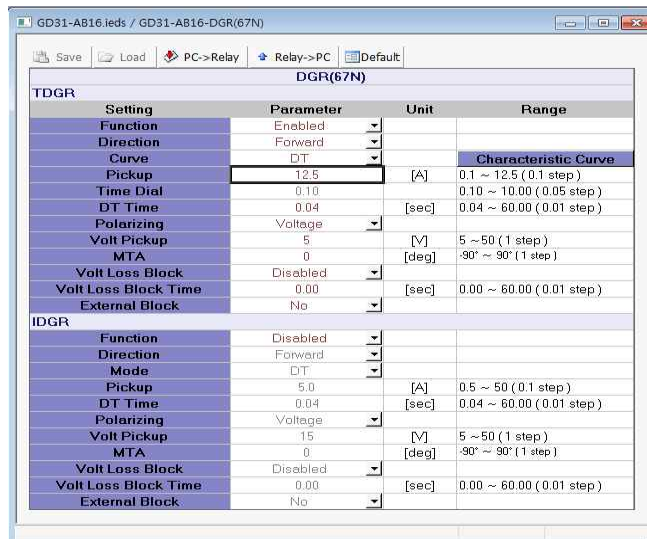 GD31-AB16.ieds / GD31-AB16-DGR(67N)
Save Load PC->Relay Relay->PC Default
DGR(67N)
TDGR
Setting Parameter Unit Range
Function Enabled
Direction Forward
Curve DT Characteristic Curve
Pickup 12.5 [A] 0.1 ~ 12.5 ( 0.1 step )
Time Dial 0.10 0.10 ~ 10.00 ( 0.05 step )
DT Time 0.04 [sec] 0.04 ~ 60.00 ( 0.01 step )
Polarizing Voltage
Volt Pickup 5 [V] 5 ~50 ( 1 step )
MTA 0 [deg] -90° ~ 90° ( 1 step )
Volt Loss Block Disabled
Volt Loss Block Time 0.00 [sec] 0.00 ~ 60.00 ( 0.01 step )
External Block No
IDGR
Function Disabled
Direction Forward
Mode DT
Pickup 5.0 [A] 0.5 ~ 50 ( 0.1 step )
DT Time 0.04 [sec] 0.04 ~ 60.00 ( 0.01 step )
Polarizing Voltage
Volt Pickup 15 [V] 5 ~50 ( 1 step )
MTA 0 [deg] -90° ~ 90° ( 1 step )
Volt Loss Block Disabled
Volt Loss Block Time 0.00 [sec] 0.00 ~ 60.00 ( 0.01 step )
External Block No